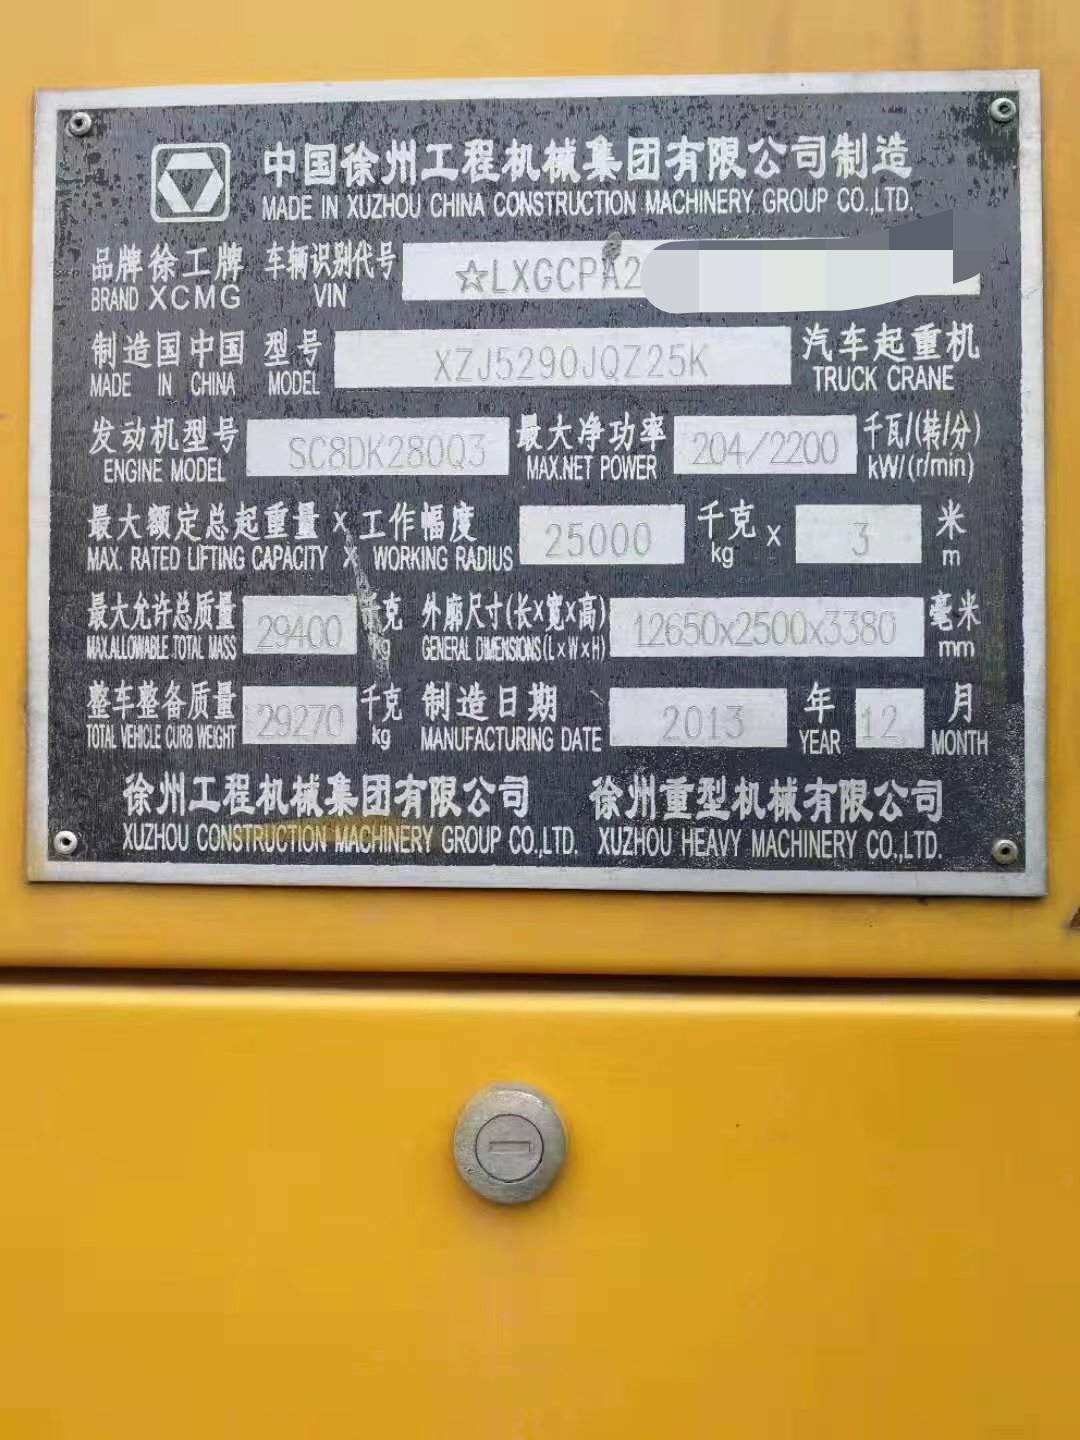 中国徐州工程机械集团有限公司制造
MADE IN XUZHOU CHINA CONSTRUCTION MACHINERY GROUP CO.,LTD.
品牌 徐工牌 车辆识别代号
BRAND XCMG VIN ☆LXGCPA2
制造国 中国 型号 XZJ5290JQZ25K 汽车起重机
MADE IN CHINA MODEL TRUCK CRANE
发动机型号 SC8DK280Q3 最大净功率 204/2200 千瓦/(转/分)
ENGINE MODEL MAX.NET POWER kW/(r/min)
最大额定总起重量 x 工作幅度 25000 千克 x 3 米
MAX. RATED LIFTING CAPACITY x WORKING RADIUS kg m
最大允许总质量 29400 千克 外廓尺寸(长x宽x高) 12650x2500x3380 毫米
MAX.ALLOWABLE TOTAL MASS kg GENERAL DIMENSIONS(LxWxH) mm
整车整备质量 29270 千克 制造日期 2013 年 12 月
TOTAL VEHICLE CURB WEIGHT kg MANUFACTURING DATE YEAR MONTH
徐州工程机械集团有限公司 徐州重型机械有限公司
XUZHOU CONSTRUCTION MACHINERY GROUP CO.,LTD. XUZHOU HEAVY MACHINERY CO.,LTD.